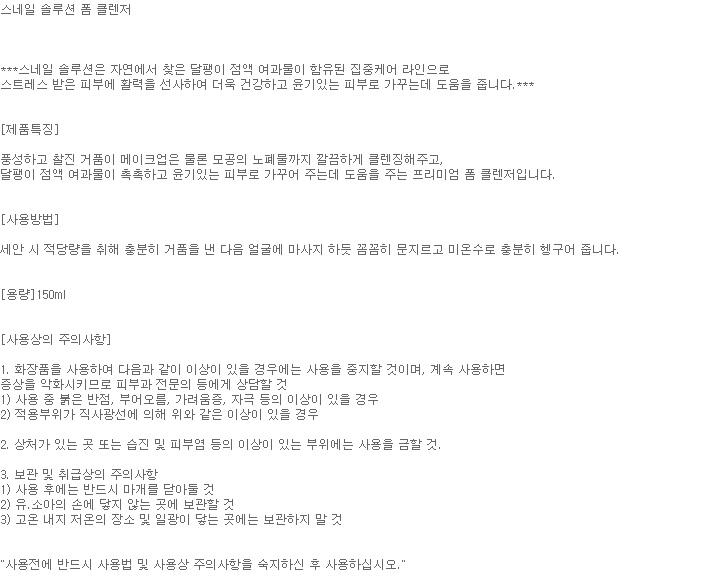 스네일 솔루션 폼 클렌저
***스네일 솔루션은 자연에서 찾은 달팽이 점액 여과물이 함유된 집중케어 라인으로
스트레스 받은 피부에 활력을 선사하여 더욱 건강하고 윤기있는 피부로 가꾸는데 도움을 줍니다.***
[제품특징]
풍성하고 찰진 거품이 메이크업은 물론 모공의 노폐물까지 깔끔하게 클렌징해주고,
달팽이 점액 여과물이 촉촉하고 윤기있는 피부로 가꾸어 주는데 도움을 주는 프리미엄 폼 클렌저입니다.
[사용방법]
세안 시 적당량을 취해 충분히 거품을 낸 다음 얼굴에 마사지 하듯 꼼꼼히 문지르고 미온수로 충분히 헹구어 줍니다.
[용량]150ml
[사용상의 주의사항]
1. 화장품을 사용하여 다음과 같이 이상이 있을 경우에는 사용을 중지할 것이며, 계속 사용하면
증상을 악화시키므로 피부과 전문의 등에게 상담할 것
1) 사용 중 붉은 반점, 부어오름, 가려움증, 자극 등의 이상이 있을 경우
2) 적용부위가 직사광선에 의해 위와 같은 이상이 있을 경우
2. 상처가 있는 곳 또는 습진 및 피부염 등의 이상이 있는 부위에는 사용을 금할 것.
3. 보관 및 취급상의 주의사항
1) 사용 후에는 반드시 마개를 닫아둘 것
2) 유.소아의 손에 닿지 않는 곳에 보관할 것
3) 고온 내지 저온의 장소 및 일광이 닿는 곳에는 보관하지 말 것
"사용전에 반드시 사용법 및 사용상 주의사항을 숙지하신 후 사용하십시오."